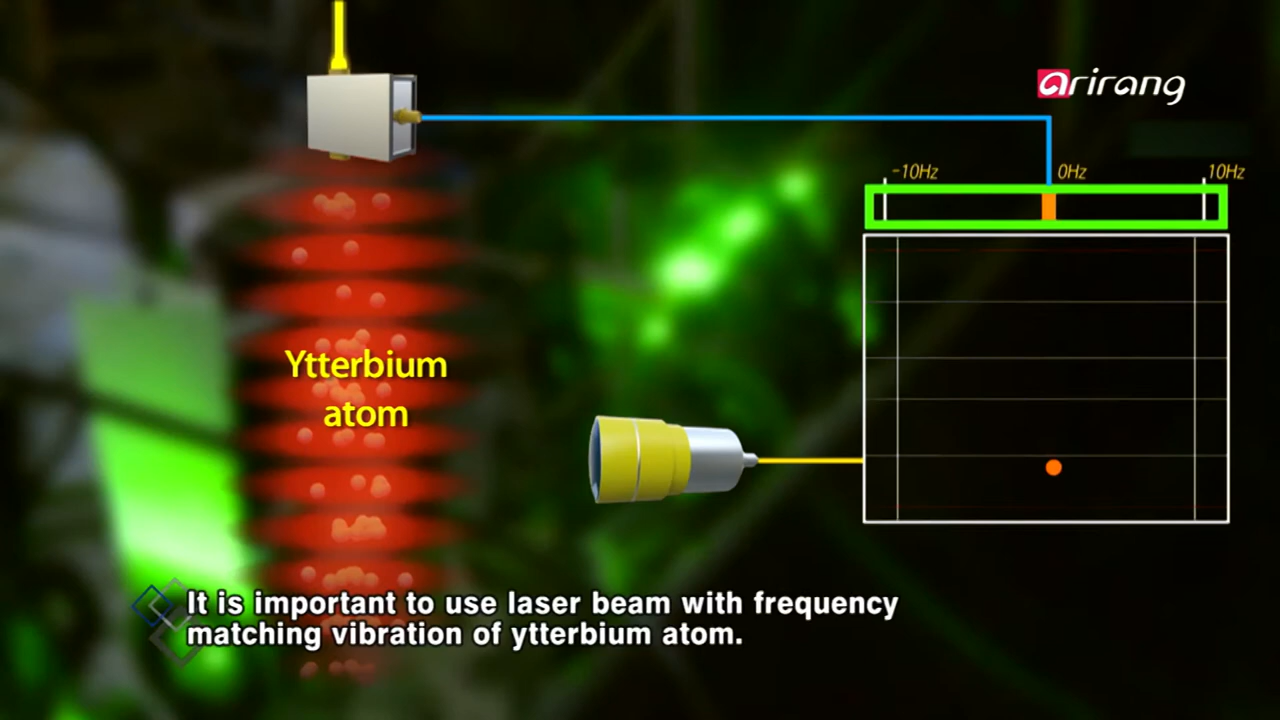 arirang
-10Hz 0Hz 10Hz
Ytterbium
atom
It is important to use laser beam with frequency
matching vibration of ytterbium atom.